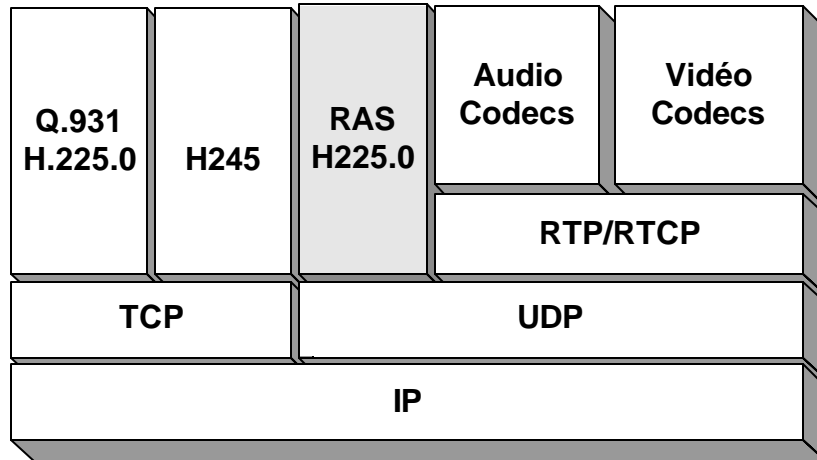 Q.931
H.225.0
H245
RAS
H225.0
Audio
Codecs
Vidéo
Codecs
RTP/RTCP
TCP
UDP
IP